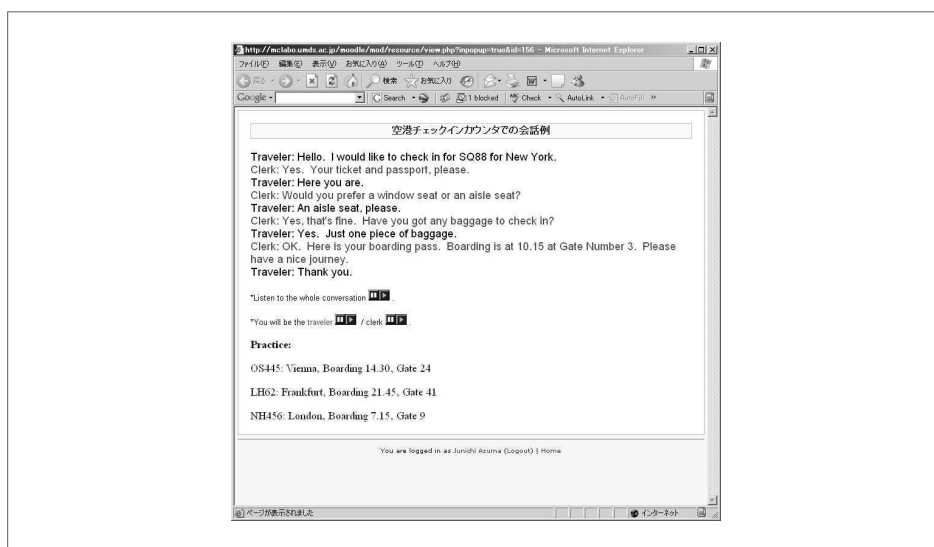 http://mclabo.umds.ac.jp/moodle/mod/resource/view.php?inpopup=true&id=156 - Microsoft Internet Explorer
ファイル(F) 編集(E) 表示(V) お気に入り(A) ツール(T) ヘルプ(H)
戻る 検索 お気に入り
Google Search 1 blocked Check AutoLink AutoFill »
空港チェックインカウンタでの会話例
Traveler: Hello. I would like to check in for SQ88 for New York.
Clerk: Yes. Your ticket and passport, please.
Traveler: Here you are.
Clerk: Would you prefer a window seat or an aisle seat?
Traveler: An aisle seat, please.
Clerk: Yes, that's fine. Have you got any baggage to check in?
Traveler: Yes. Just one piece of baggage.
Clerk: OK. Here is your boarding pass. Boarding is at 10.15 at Gate Number 3. Please
have a nice journey.
Traveler: Thank you.
*Listen to the whole conversation .
*You will be the traveler / clerk .
Practice:
OS445: Vienna, Boarding 14.30, Gate 24
LH62: Frankfurt, Boarding 21.45, Gate 41
NH456: London, Boarding 7.15, Gate 9
You are logged in as Junichi Azuma (Logout) | Home
ページが表示されました インターネット